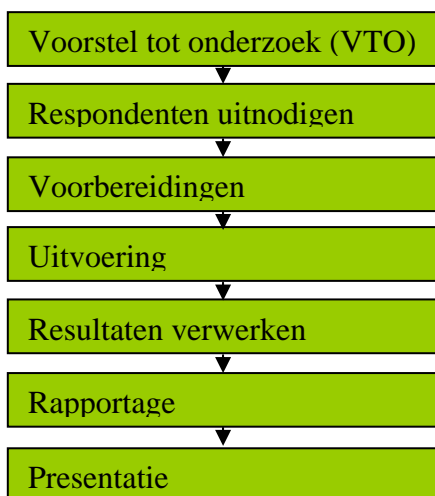 Voorstel tot onderzoek (VTO)
Respondenten uitnodigen
Voorbereidingen
Uitvoering
Resultaten verwerken
Rapportage
Presentatie